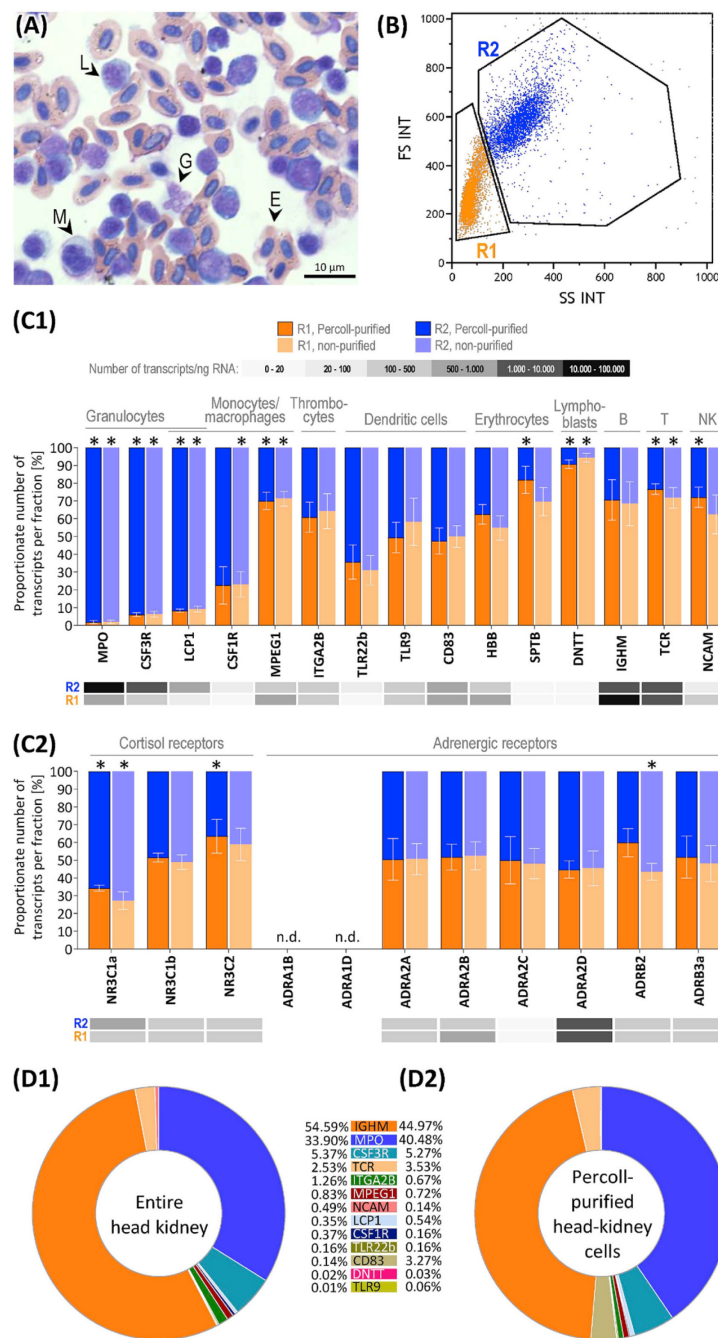 (A)
L
G
E
M
10 µm
(B)
R2
R1
1000
800
600
400
200
0
FS INT
0 200 400 600 800 1000
SS INT
(C1)
R1, Percoll-purified
R2, Percoll-purified
R1, non-purified
R2, non-purified
Number of transcripts/ng RNA: 0 - 20 20 - 100 100 - 500 500 - 1.000 1.000 - 10.000 10.000 - 100.000
Granulocytes
Monocytes/
macrophages
Thrombo-
cytes
Dendritic cells
Erythrocytes
Lympho-
blasts
B
T
NK
* * * * * * * * * * * * * * *
Proportionate number of
transcripts per fraction [%]
100
90
80
70
60
50
40
30
20
10
0
MPO CSF3R LCP1 CSF1R MPEG1 ITGA2B TLR22b TLR9 CD83 HBB SPTB DNTT IGHM TCR NCAM
R2
R1
(C2)
Cortisol receptors
Adrenergic receptors
* * * *
Proportionate number of
transcripts per fraction [%]
100
90
80
70
60
50
40
30
20
10
0
n.d. n.d.
NR3C1a NR3C1b NR3C2 ADRA1B ADRA1D ADRA2A ADRA2B ADRA2C ADRA2D ADRB2 ADRB3a
R2
R1
(D1)
Entire
head kidney
54.59% IGHM 44.97%
33.90% MPO 40.48%
5.37% CSF3R 5.27%
2.53% TCR 3.53%
1.26% ITGA2B 0.67%
0.83% MPEG1 0.72%
0.49% NCAM 0.14%
0.35% LCP1 0.54%
0.37% CSF1R 0.16%
0.16% TLR22b 0.16%
0.14% CD83 3.27%
0.02% DNTT 0.03%
0.01% TLR9 0.06%
(D2)
Percoll-
purified
head-kidney
cells